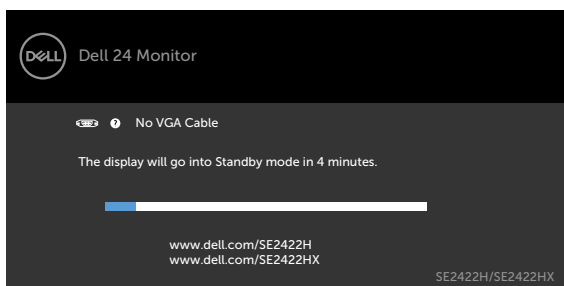 DELL
Dell 24 Monitor
? No VGA Cable
The display will go into Standby mode in 4 minutes.
www.dell.com/SE2422H
www.dell.com/SE2422HX
SE2422H/SE2422HX